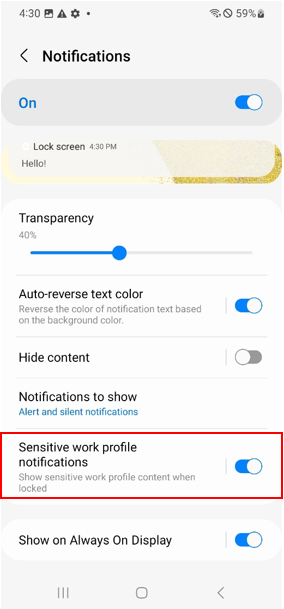 4:30 59%
Notifications
On
Lock screen 4:30 PM
Hello!
Transparency
40%
Auto-reverse text color
Reverse the color of notification text based
on the background color.
Hide content
Notifications to show
Alert and silent notifications
Sensitive work profile
notifications
Show sensitive work profile content when
locked
Show on Always On Display